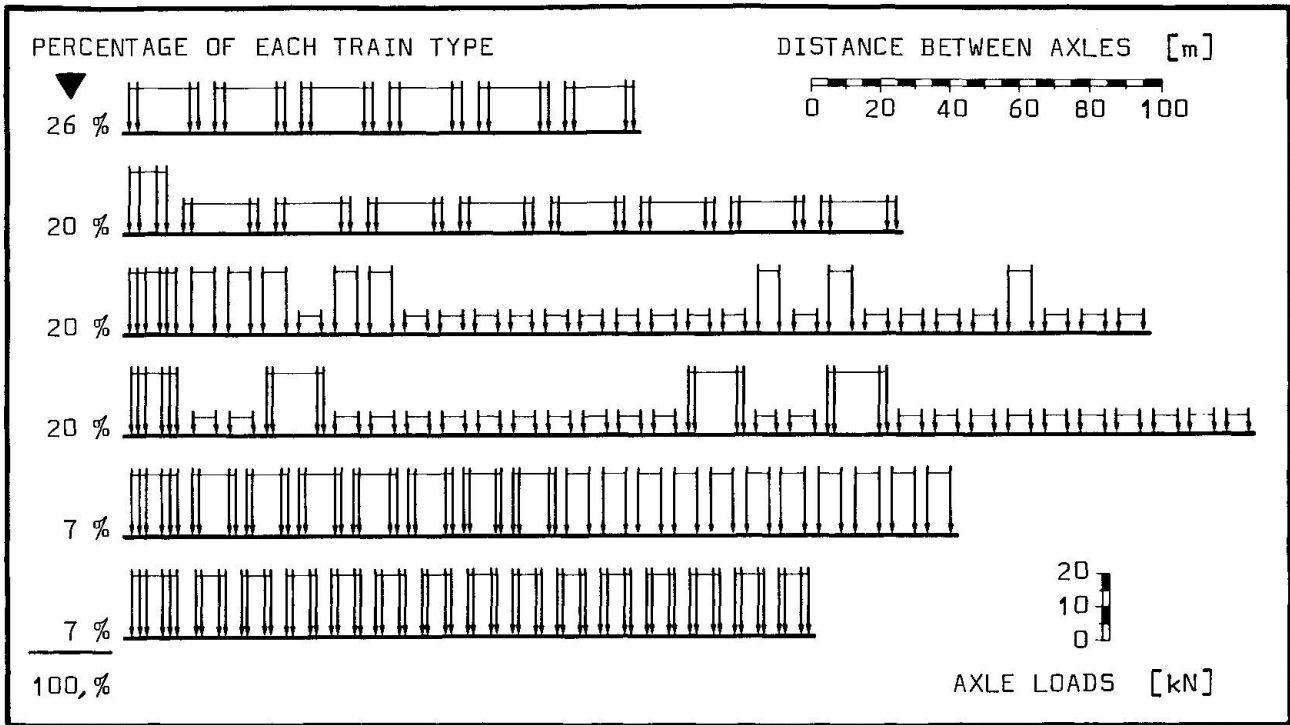 PERCENTAGE OF EACH TRAIN TYPE
DISTANCE BETWEEN AXLES [m]
0 20 40 60 80 100
26 %
20 %
20 %
20 %
7 %
7 %
100,%
20
10
0
AXLE LOADS [kN]